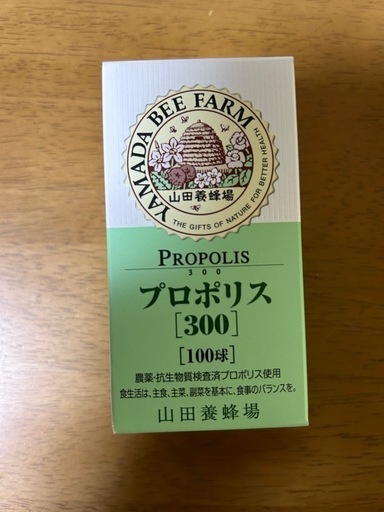 YAMADA BEE FARM
山田養蜂場
THE GIFTS OF NATURE FOR BETTER HEALTH
PROPOLIS
300
プロポリス
[300]
[100球]
農薬・抗生物質検査済プロポリス使用
食生活は、主食、主菜、副菜を基本に、食事のバランスを。
山田養蜂場